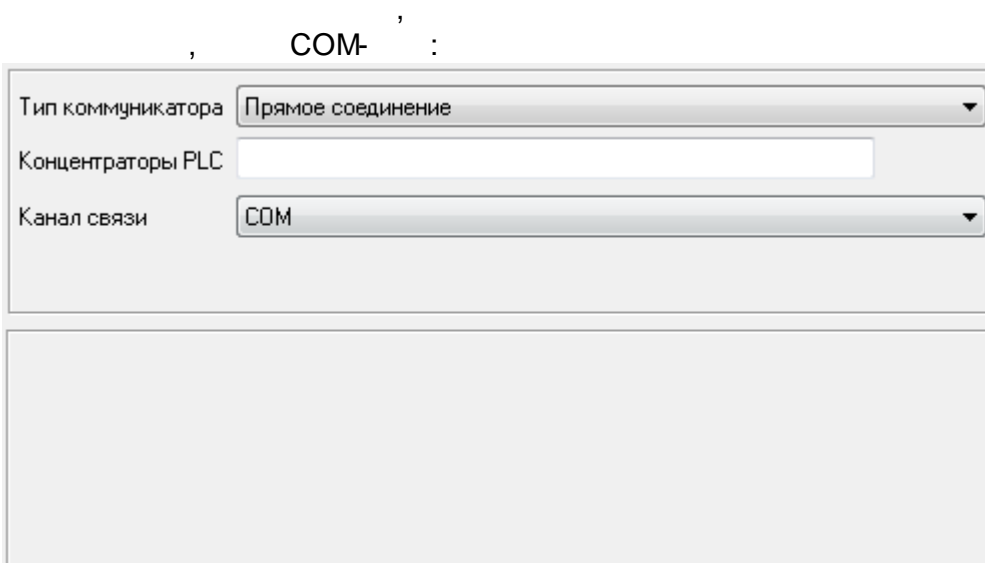 ,
, COM- :
Тип коммуникатора Прямое соединение
Концентраторы PLC
Канал связи COM